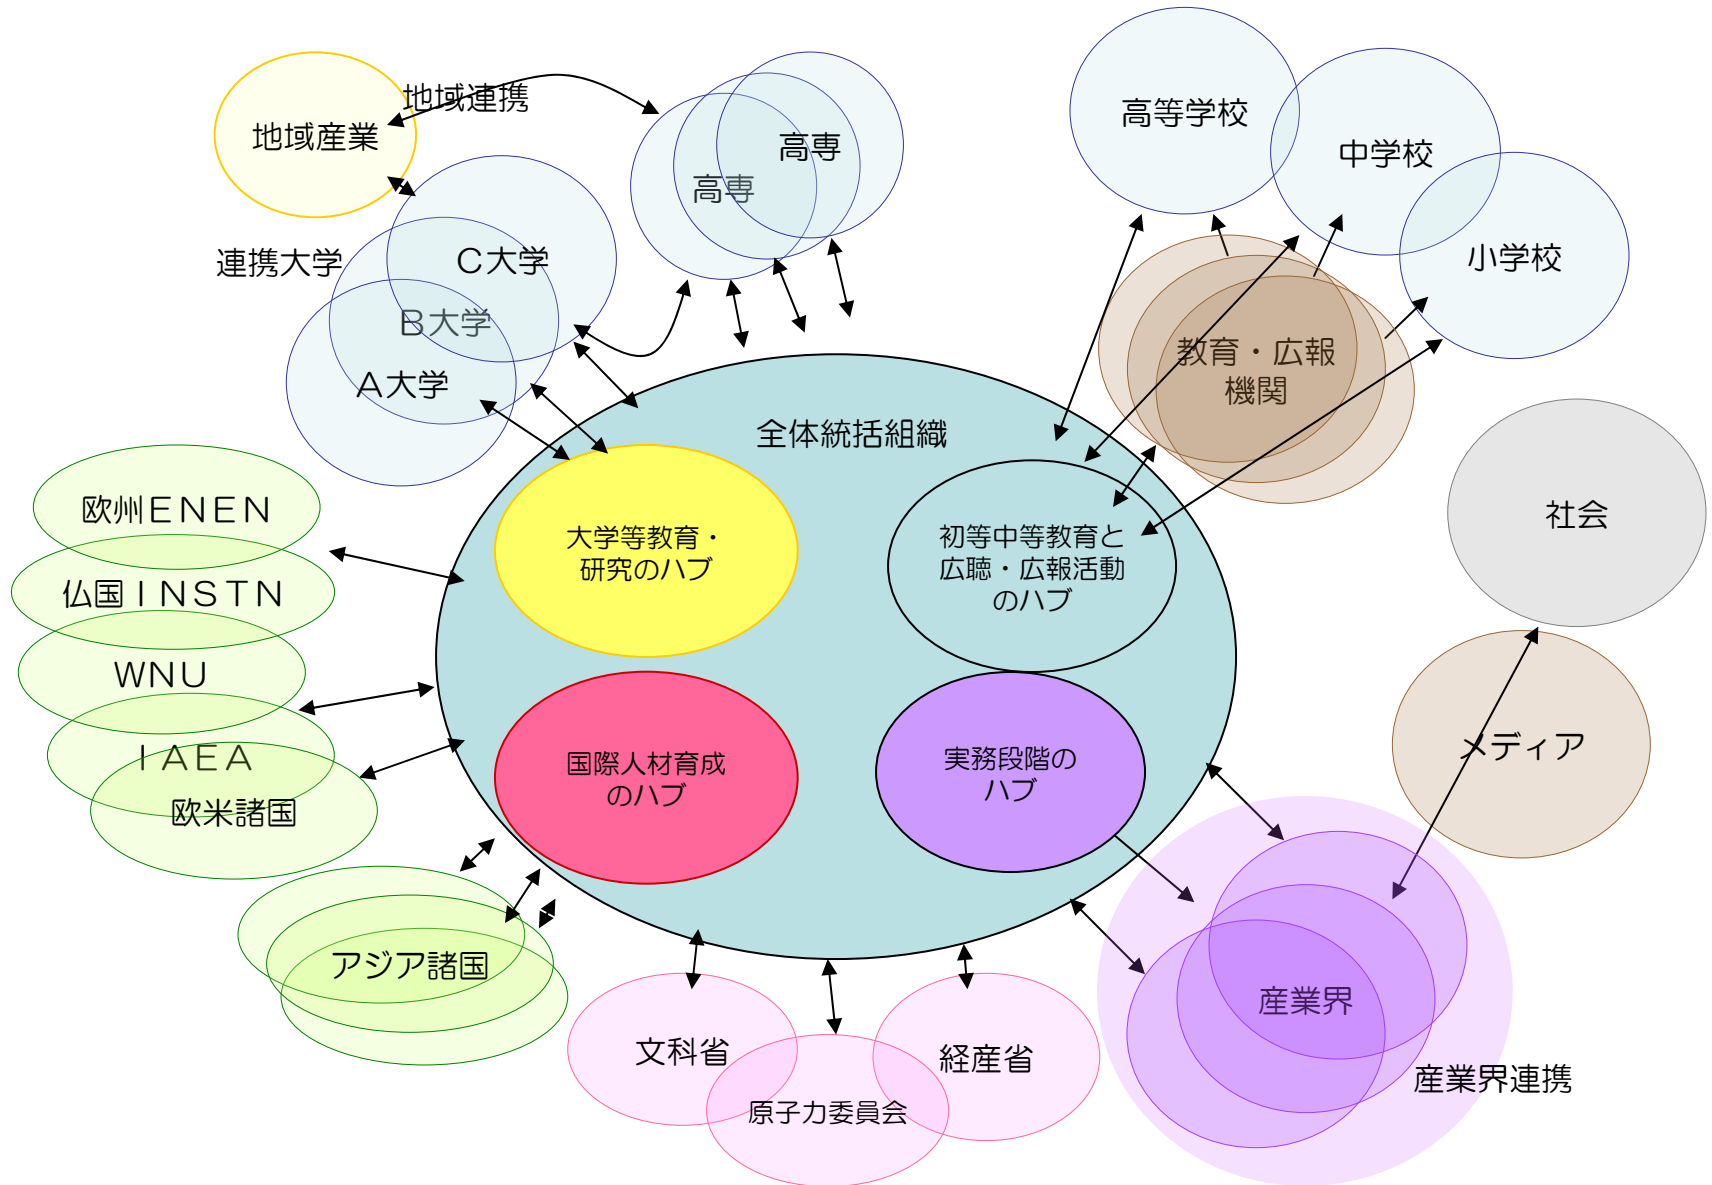 地域連携
地域産業
高専
高専
高等学校
中学校
小学校
連携大学
Ｃ大学
Ｂ大学
Ａ大学
教育・広報
機関
全体統括組織
社会
欧州ＥＮＥＮ
仏国ＩＮＳＴＮ
ＷＮＵ
ＩＡＥＡ
欧米諸国
大学等教育・
研究のハブ
初等中等教育と
広聴・広報活動
のハブ
国際人材育成
のハブ
実務段階の
ハブ
メディア
アジア諸国
文科省
原子力委員会
経産省
産業界
産業界連携